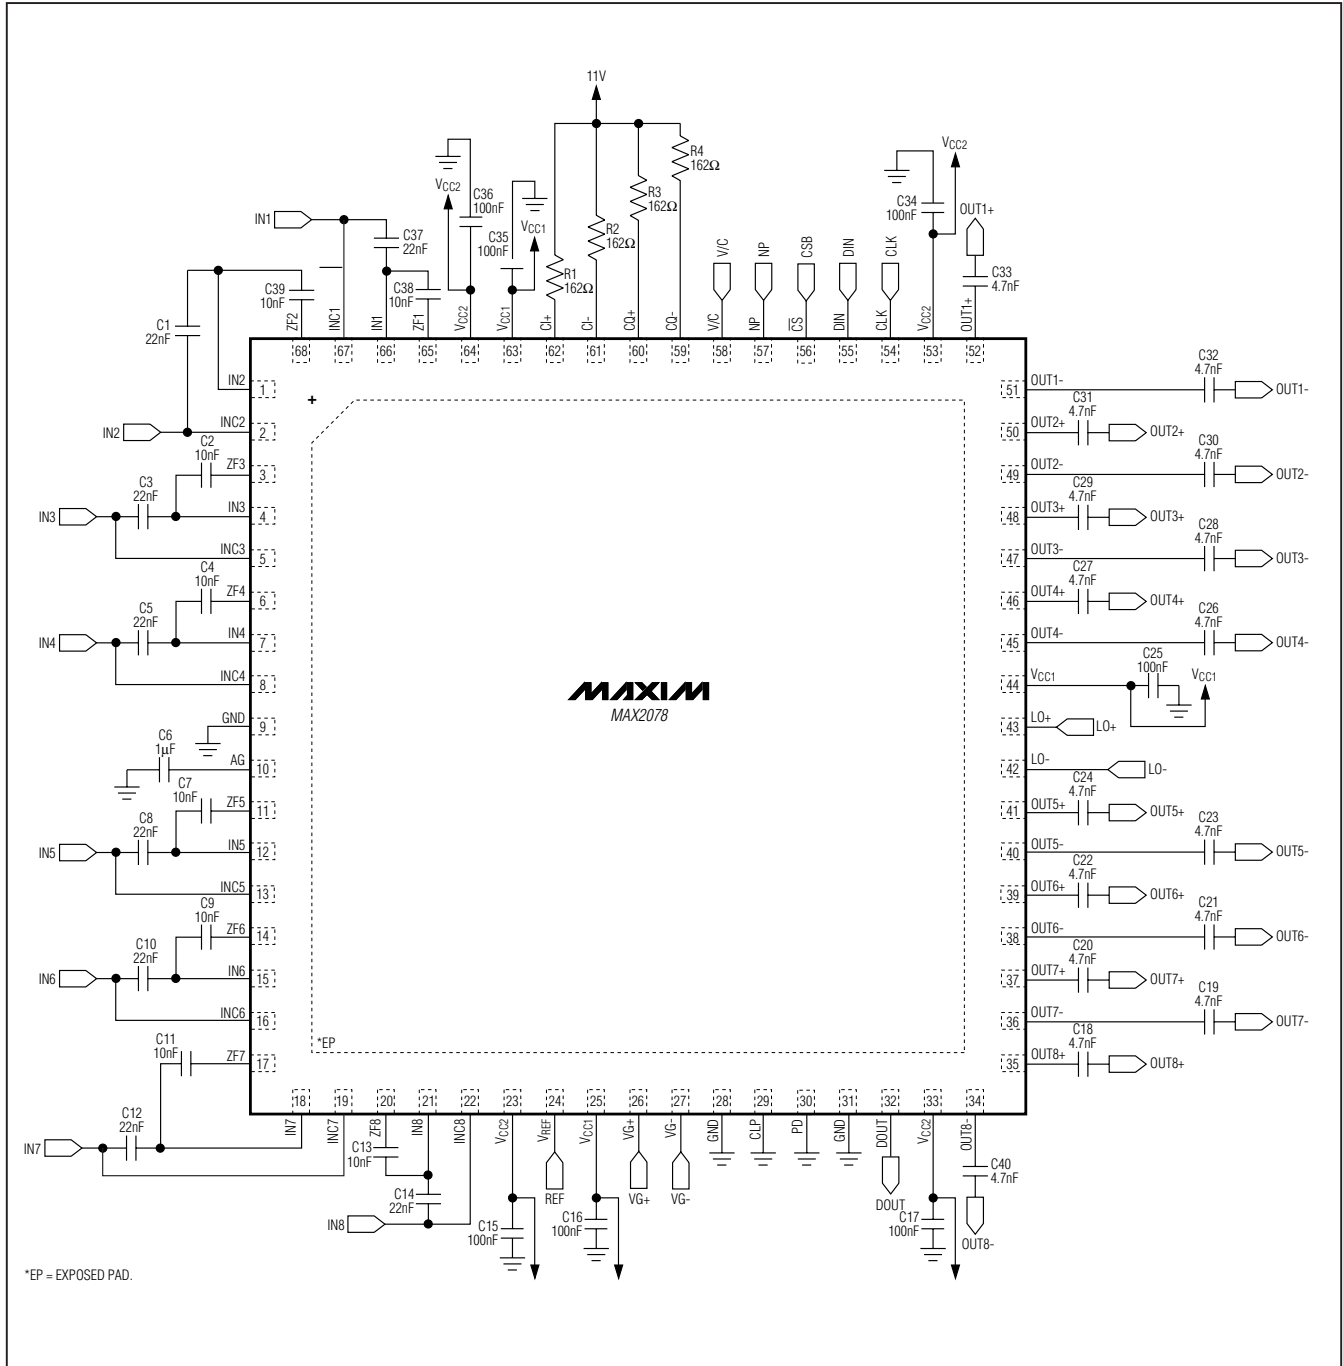 11V
R4
162Ω
R3
162Ω
R2
162Ω
R1
162Ω
VCC2
C36
100nF
C35
100nF
VCC1
IN1
C37
22nF
C38
10nF
C39
10nF
C1
22nF
V/C
NP
CSB
DIN
CLK
C34
100nF
VCC2
OUT1+
C33
4.7nF
ZF2
INC1
IN1
ZF1
VCC2
VCC1
CI+
CI-
CQ+
CQ-
V/C
NP
CS
DIN
CLK
VCC2
OUT1+
68
67
66
65
64
63
62
61
60
59
58
57
56
55
54
53
52
IN2
1
IN2
INC2
2
C2
10nF
ZF3
3
C3
22nF
IN3
IN3
4
INC3
5
C4
10nF
ZF4
6
C5
22nF
IN4
IN4
7
INC4
8
GND
9
C6
1µF
AG
10
C7
10nF
ZF5
11
C8
22nF
IN5
IN5
12
INC5
13
C9
10nF
ZF6
14
C10
22nF
IN6
IN6
15
INC6
16
C11
10nF
ZF7
17
+
MAXIM
MAX2078
*EP
51
OUT1-
C32
4.7nF
OUT1-
50
OUT2+
C31
4.7nF
OUT2+
49
OUT2-
C30
4.7nF
OUT2-
48
OUT3+
C29
4.7nF
OUT3+
47
OUT3-
C28
4.7nF
OUT3-
46
OUT4+
C27
4.7nF
OUT4+
45
OUT4-
C26
4.7nF
OUT4-
44
VCC1
C25
100nF
VCC1
43
LO+
LO+
42
LO-
LO-
41
OUT5+
C24
4.7nF
OUT5+
40
OUT5-
C23
4.7nF
OUT5-
39
OUT6+
C22
4.7nF
OUT6+
38
OUT6-
C21
4.7nF
OUT6-
37
OUT7+
C20
4.7nF
OUT7+
36
OUT7-
C19
4.7nF
OUT7-
35
OUT8+
C18
4.7nF
OUT8+
18
19
20
21
22
23
24
25
26
27
28
29
30
31
32
33
34
IN7
INC7
ZF8
IN8
INC8
VCC2
VREF
VCC1
VG+
VG-
GND
CLP
PD
GND
DOUT
VCC2
OUT8-
C12
22nF
IN7
C13
10nF
C14
22nF
IN8
C15
100nF
REF
C16
100nF
VG+
VG-
DOUT
C17
100nF
C40
4.7nF
OUT8-
*EP = EXPOSED PAD.